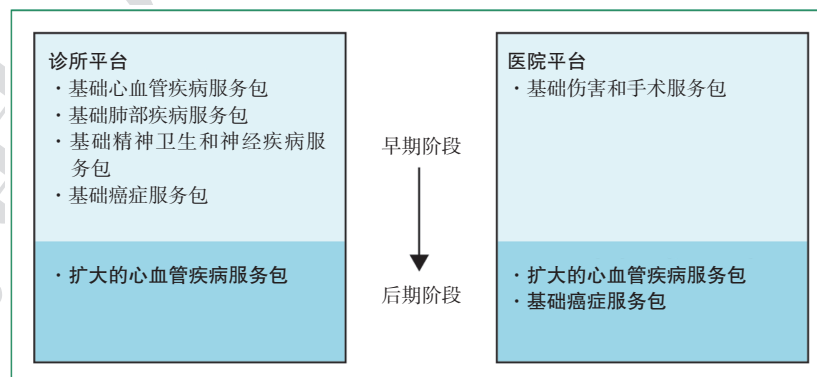 诊所平台
·基础心血管疾病服务包
·基础肺部疾病服务包
·基础精神卫生和神经疾病服
务包
·基础癌症服务包
·扩大的心血管疾病服务包
早期阶段
后期阶段
医院平台
·基础伤害和手术服务包
·扩大的心血管疾病服务包
·基础癌症服务包